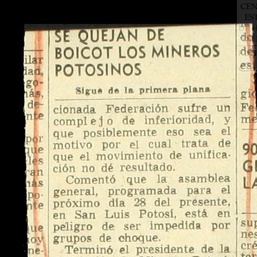 SE QUEJAN DE
BOICOT LOS MINEROS
POTOSINOS
Sigue de la primera plana
cionada Federación sufre un
complejo de inferioridad, y
que posiblemente eso sea el
motivo por el cual trata de
que el movimiento de unifica-
ción no dé resultado.
Comentó que la asamblea
general, programada para el
próximo día 28 del presente,
en San Luis Potosí, está en
peligro de ser impedida por
grupos de choque.
Terminó el presidente de la